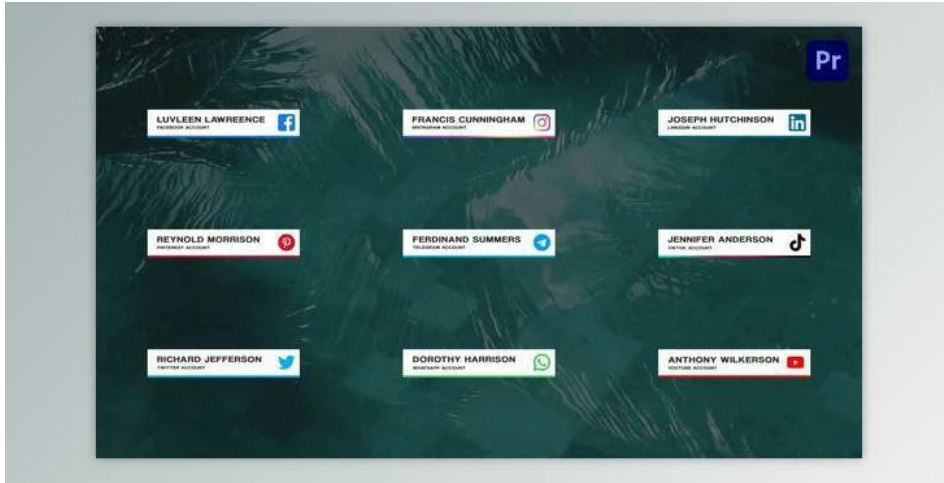 Pr
LUVLEEN LAWREENCE
FACEBOOK ACCOUNT
FRANCIS CUNNINGHAM
INSTAGRAM ACCOUNT
JOSEPH HUTCHINSON
LINKEDIN ACCOUNT
in
REYNOLD MORRISON
PINTEREST ACCOUNT
FERDINAND SUMMERS
TELEGRAM ACCOUNT
JENNIFER ANDERSON
TIKTOK ACCOUNT
RICHARD JEFFERSON
TWITTER ACCOUNT
DOROTHY HARRISON
WHATSAPP ACCOUNT
ANTHONY WILKERSON
YOUTUBE ACCOUNT